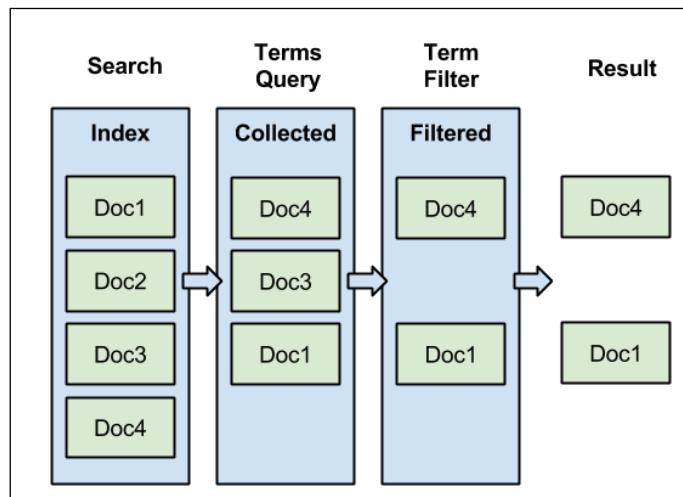 Search
Terms
Query
Term
Filter
Result
Index
Collected
Filtered
Doc1
Doc4
Doc4
Doc4
Doc2
Doc3
Doc3
Doc1
Doc1
Doc1
Doc4